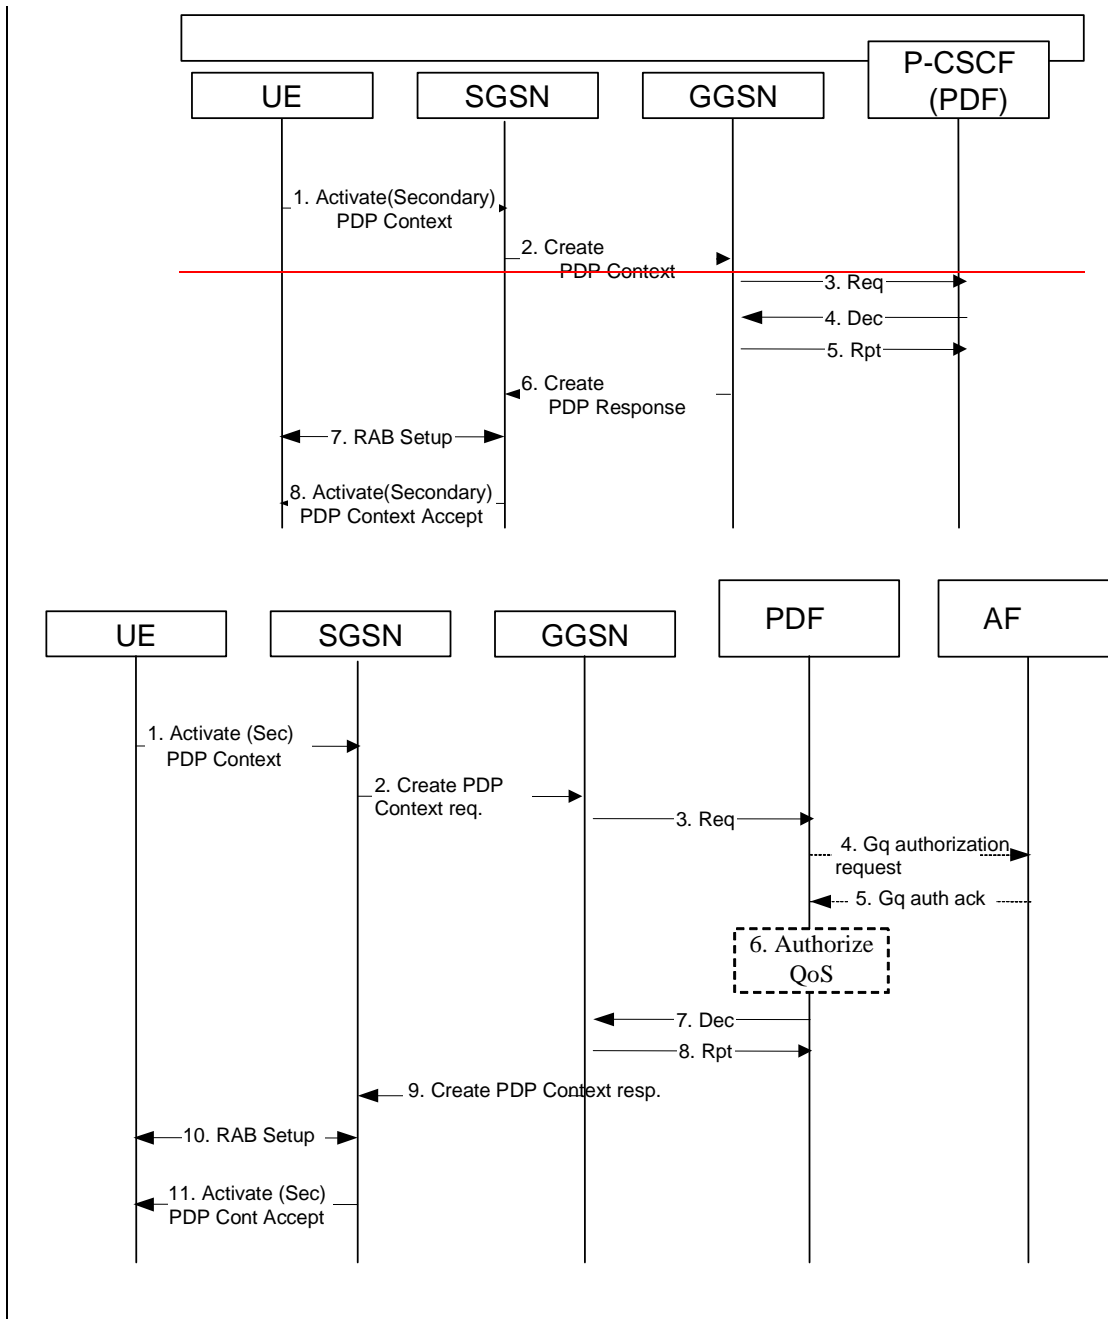 P-CSCF
(PDF)
UE
SGSN
GGSN
1. Activate(Secondary)
PDP Context
2. Create
PDP Context
3. Req
4. Dec
5. Rpt
6. Create
PDP Response
7. RAB Setup
8. Activate(Secondary)
PDP Context Accept
UE
SGSN
GGSN
PDF
AF
1. Activate (Sec)
PDP Context
2. Create PDP
Context req.
3. Req
4. Gq authorization
request
5. Gq auth ack
6. Authorize
QoS
7. Dec
8. Rpt
9. Create PDP Context resp.
10. RAB Setup
11. Activate (Sec)
PDP Cont Accept